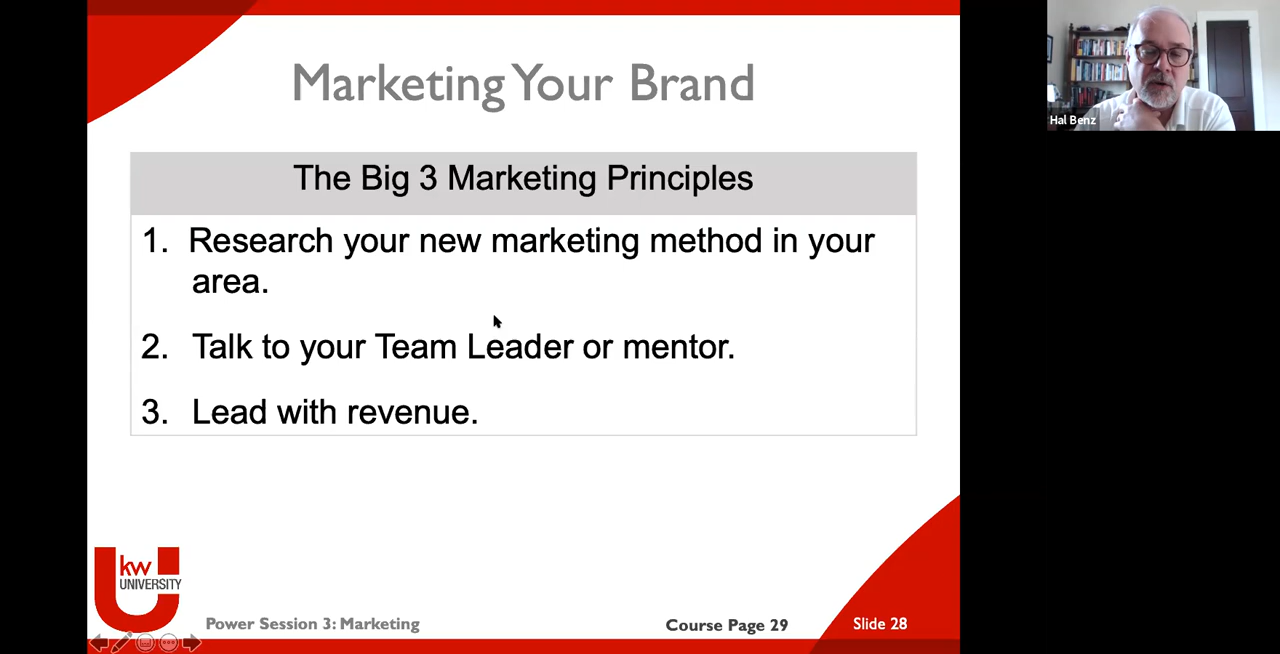 Marketing Your Brand
Hal Benz
The Big 3 Marketing Principles
1. Research your new marketing method in your
area.
2. Talk to your Team Leader or mentor.
3. Lead with revenue.
kw
UNIVERSITY
Power Session 3: Marketing
Course Page 29
Slide 28